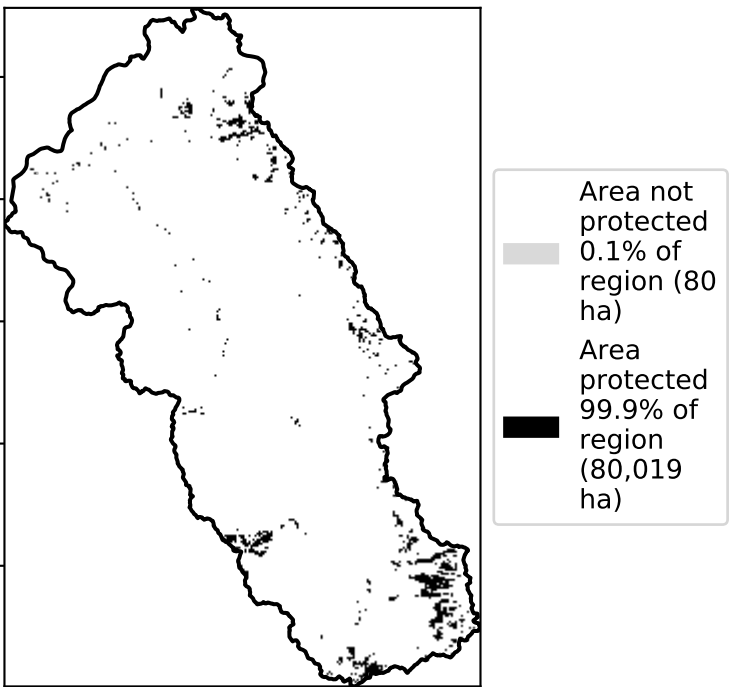 Area not
protected
0.1% of
region (80
ha)
Area
protected
99.9% of
region
(80,019
ha)